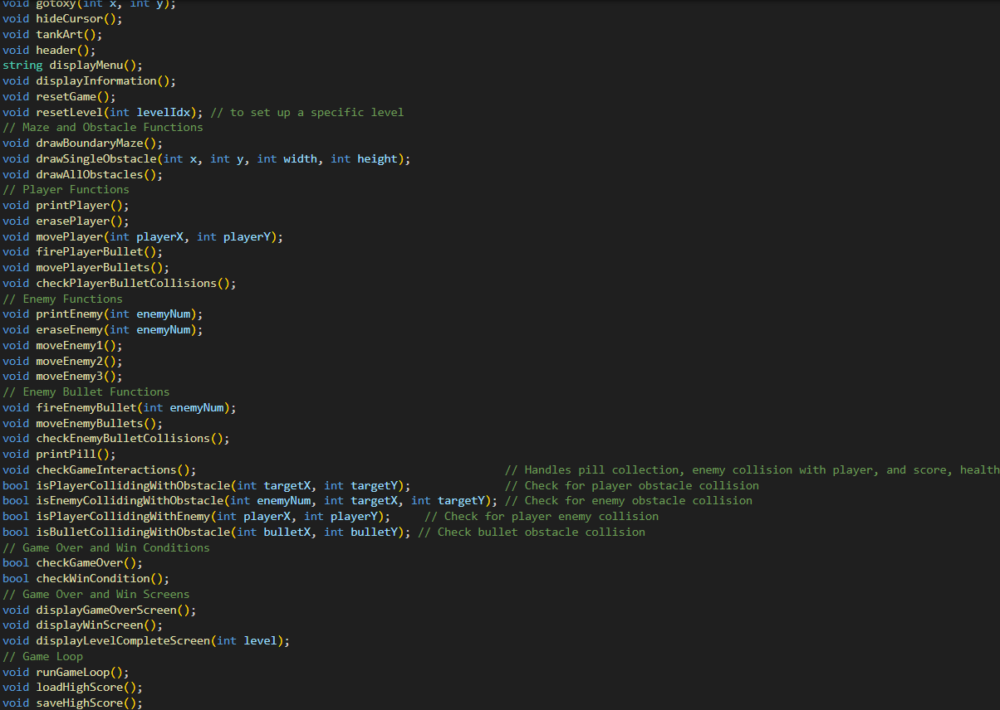 void gotoxy(int x, int y);
void hideCursor();
void tankArt();
void header();
string displayMenu();
void displayInformation();
void resetGame();
void resetLevel(int levelIdx); // to set up a specific level
// Maze and Obstacle Functions
void drawBoundaryMaze();
void drawSingleObstacle(int x, int y, int width, int height);
void drawAllObstacles();
// Player Functions
void printPlayer();
void erasePlayer();
void movePlayer(int playerX, int playerY);
void firePlayerBullet();
void movePlayerBullets();
void checkPlayerBulletCollisions();
// Enemy Functions
void printEnemy(int enemyNum);
void eraseEnemy(int enemyNum);
void moveEnemy1();
void moveEnemy2();
void moveEnemy3();
// Enemy Bullet Functions
void fireEnemyBullet(int enemyNum);
void moveEnemyBullets();
void checkEnemyBulletCollisions();
void printPill();
void checkGameInteractions(); // Handles pill collection, enemy collision with player, and score, health
bool isPlayerCollidingWithObstacle(int targetX, int targetY); // Check for player obstacle collision
bool isEnemyCollidingWithObstacle(int enemyNum, int targetX, int targetY); // Check for enemy obstacle collision
bool isPlayerCollidingWithEnemy(int playerX, int playerY); // Check for player enemy collision
bool isBulletCollidingWithObstacle(int bulletX, int bulletY); // Check bullet obstacle collision
// Game Over and Win Conditions
bool checkGameOver();
bool checkWinCondition();
// Game Over and Win Screens
void displayGameOverScreen();
void displayWinScreen();
void displayLevelCompleteScreen(int level);
// Game Loop
void runGameLoop();
void loadHighScore();
void saveHighScore();